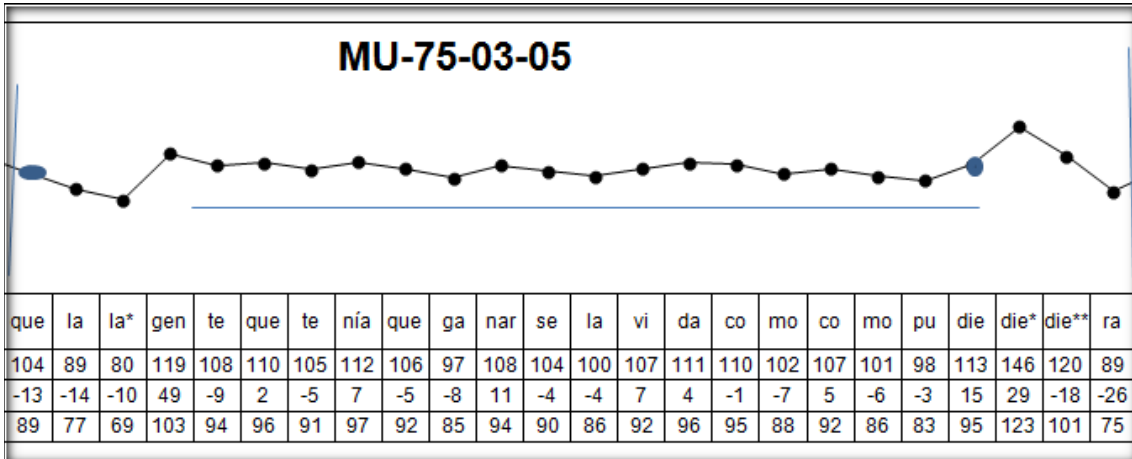 MU-75-03-05
que la la* gen te que te nía que ga nar se la vi da co mo co mo pu die die* die** ra
104 89 80 119 108 110 105 112 106 97 108 104 100 107 111 110 102 107 101 98 113 146 120 89
-13 -14 -10 49 -9 2 -5 7 -5 -8 11 -4 -4 7 4 -1 -7 5 -6 -3 15 29 -18 -26
89 77 69 103 94 96 91 97 92 85 94 90 86 92 96 95 88 92 86 83 95 123 101 75